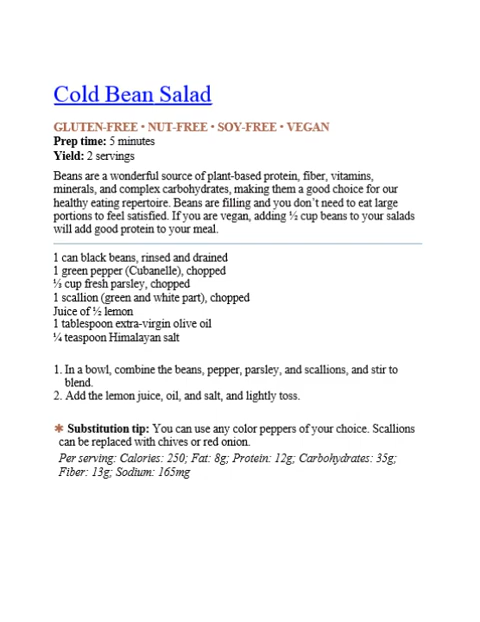 Cold Bean Salad
GLUTEN-FREE • NUT-FREE • SOY-FREE • VEGAN
Prep time: 5 minutes
Yield: 2 servings
Beans are a wonderful source of plant-based protein, fiber, vitamins,
minerals, and complex carbohydrates, making them a good choice for our
healthy eating repertoire. Beans are filling and you don’t need to eat large
portions to feel satisfied. If you are vegan, adding ½ cup beans to your salads
will add good protein to your meal.
1 can black beans, rinsed and drained
1 green pepper (Cubanelle), chopped
⅓ cup fresh parsley, chopped
1 scallion (green and white part), chopped
Juice of ½ lemon
1 tablespoon extra-virgin olive oil
¼ teaspoon Himalayan salt
1. In a bowl, combine the beans, pepper, parsley, and scallions, and stir to
blend.
2. Add the lemon juice, oil, and salt, and lightly toss.
✱ Substitution tip: You can use any color peppers of your choice. Scallions
can be replaced with chives or red onion.
Per serving: Calories: 250; Fat: 8g; Protein: 12g; Carbohydrates: 35g;
Fiber: 13g; Sodium: 165mg